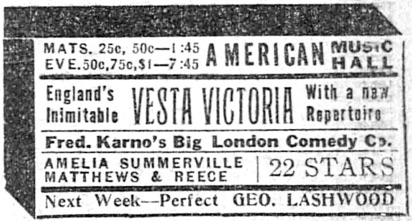 MATS. 25c, 50c—1:45 AMERICAN MUSIC
EVE. 50c, 75c, $1—7:45 HALL
England's VESTA VICTORIA With a new
Inimitable Repertoire
Fred. Karno's Big London Comedy Co.
AMELIA SUMMERVILLE 22 STARS
MATTHEWS & REECE
Next Week—Perfect GEO. LASHWOOD